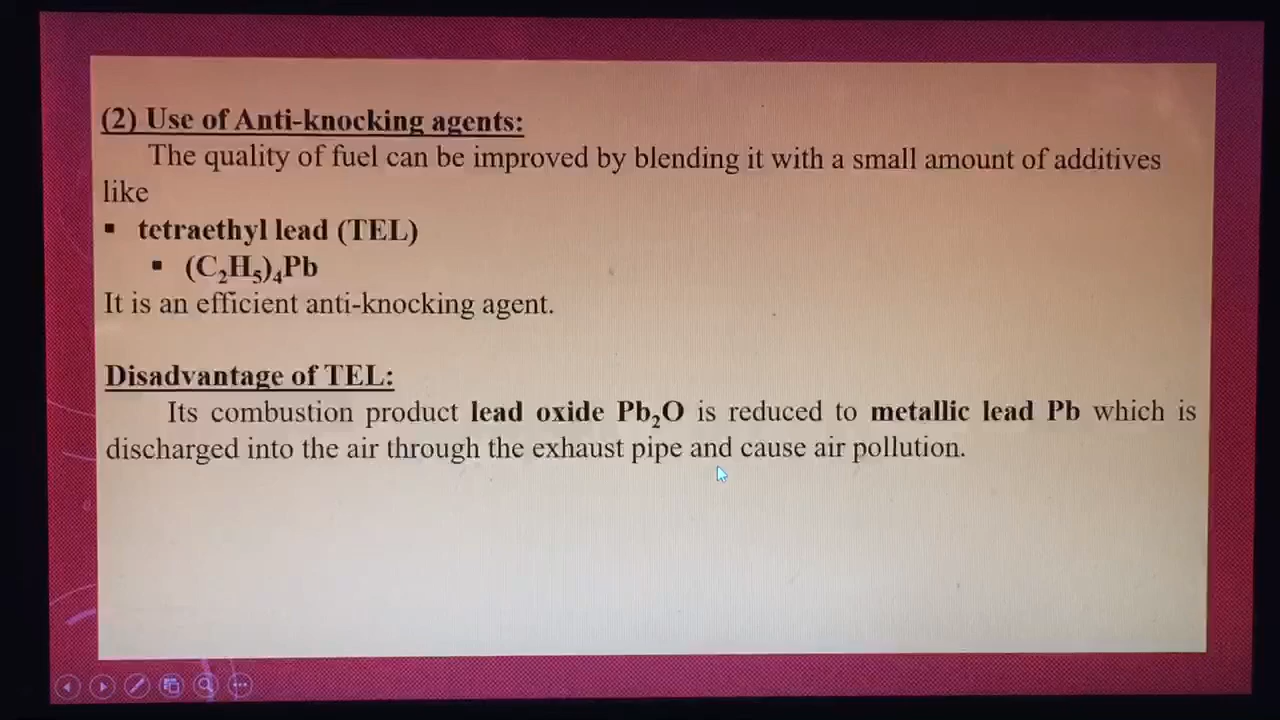 (2) Use of Anti-knocking agents:
The quality of fuel can be improved by blending it with a small amount of additives
like
▪ tetraethyl lead (TEL)
▪ (C₂H₅)₄Pb
It is an efficient anti-knocking agent.
Disadvantage of TEL:
Its combustion product lead oxide Pb₂O is reduced to metallic lead Pb which is
discharged into the air through the exhaust pipe and cause air pollution.